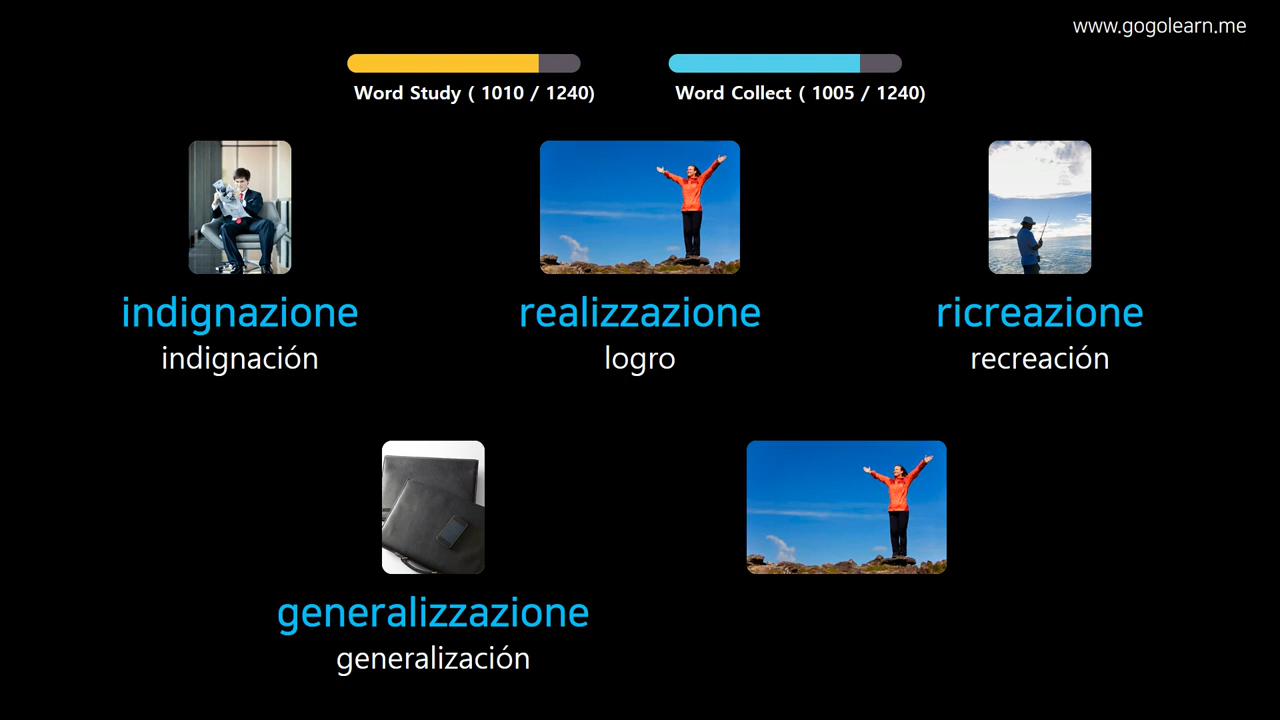 www.gogolearn.me
Word Study ( 1010 / 1240)
Word Collect ( 1005 / 1240)
indignazione
indignación
realizzazione
logro
ricreazione
recreación
generalizzazione
generalización